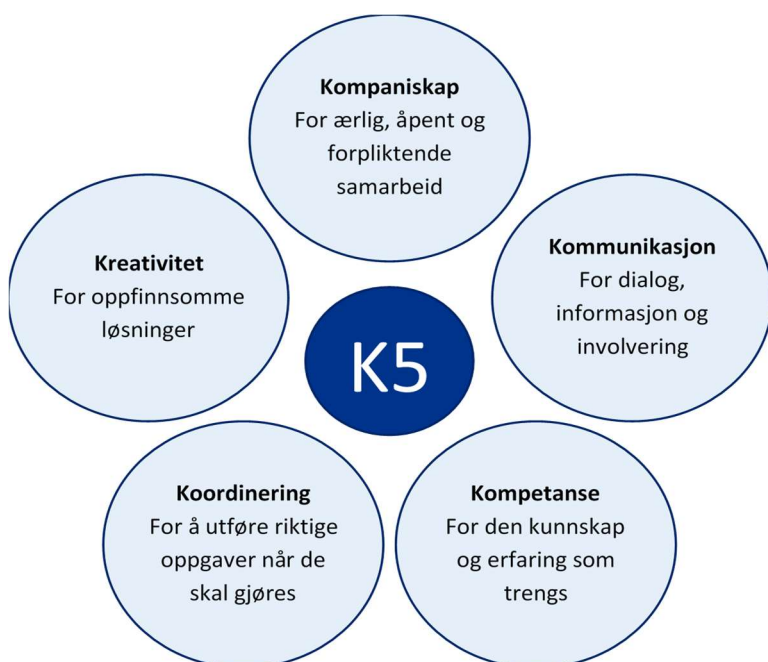 Kompaniskap
For ærlig, åpent og
forpliktende
samarbeid
Kommunikasjon
For dialog,
informasjon og
involvering
Kompetanse
For den kunnskap
og erfaring som
trengs
Koordinering
For å utføre riktige
oppgaver når de
skal gjøres
Kreativitet
For oppfinnsomme
løsninger
K5